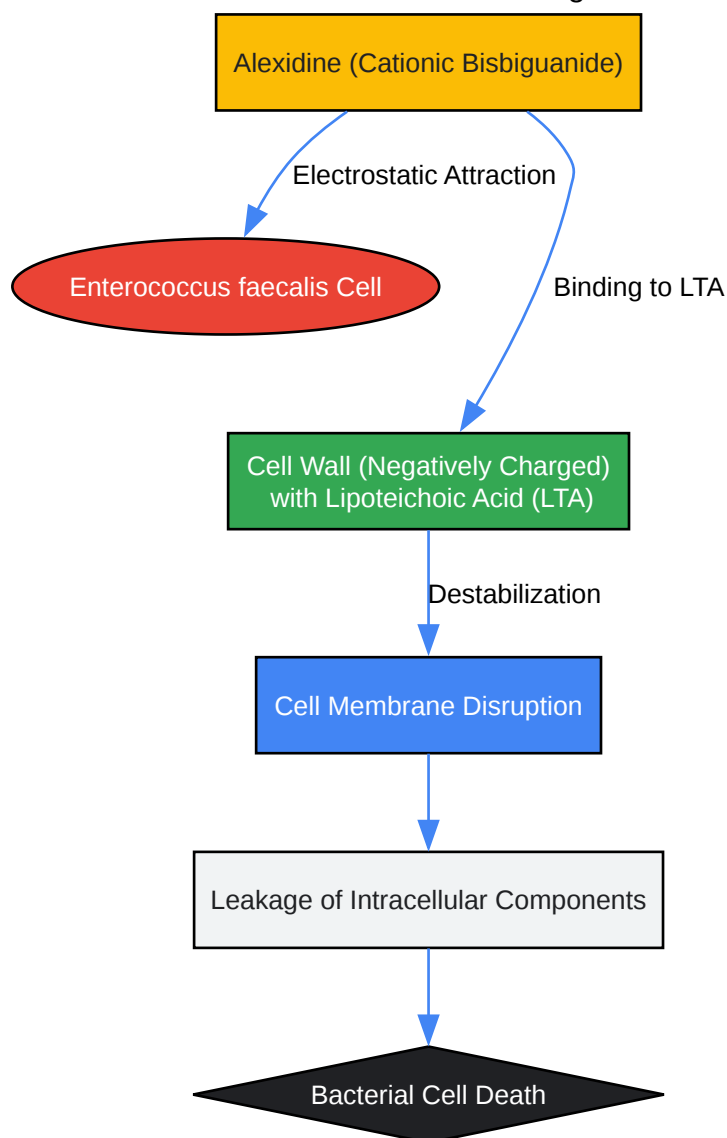 Alexidine (Cationic Bisbiguanide)
Electrostatic Attraction
Enterococcus faecalis Cell
Binding to LTA
Cell Wall (Negatively Charged)
with Lipoteichoic Acid (LTA)
Destabilization
Cell Membrane Disruption
Leakage of Intracellular Components
Bacterial Cell Death